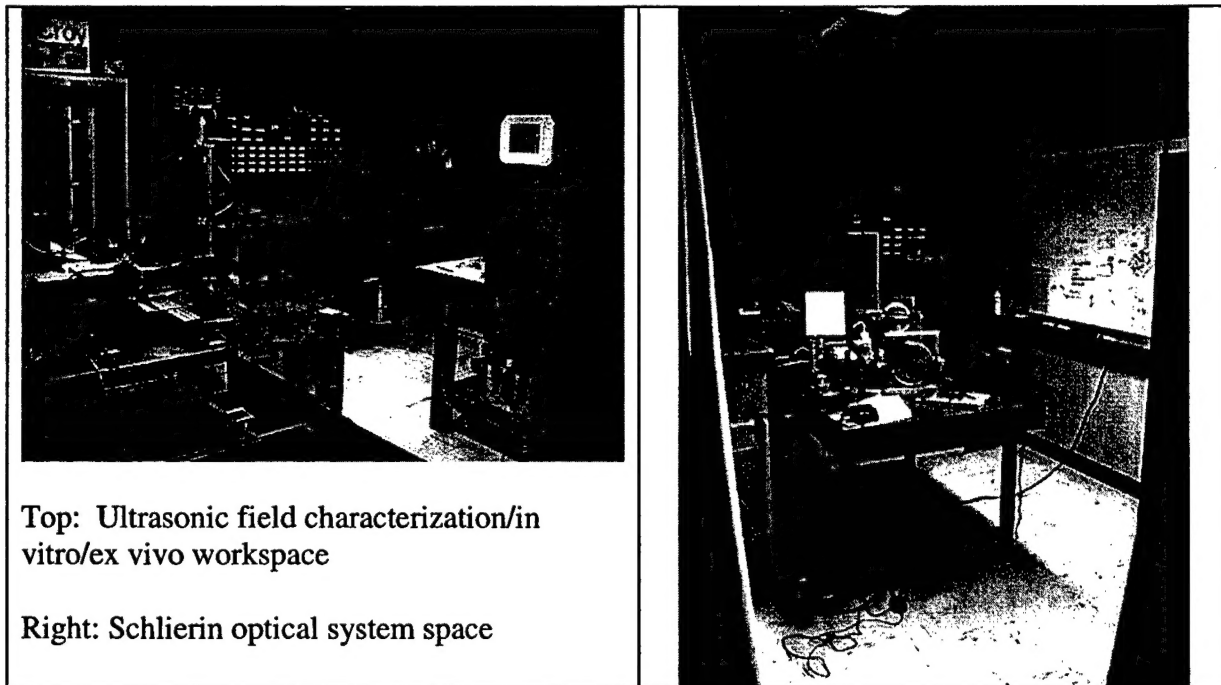 Top: Ultrasonic field characterization/in
vitro/ex vivo workspace
Right: Schlierin optical system space